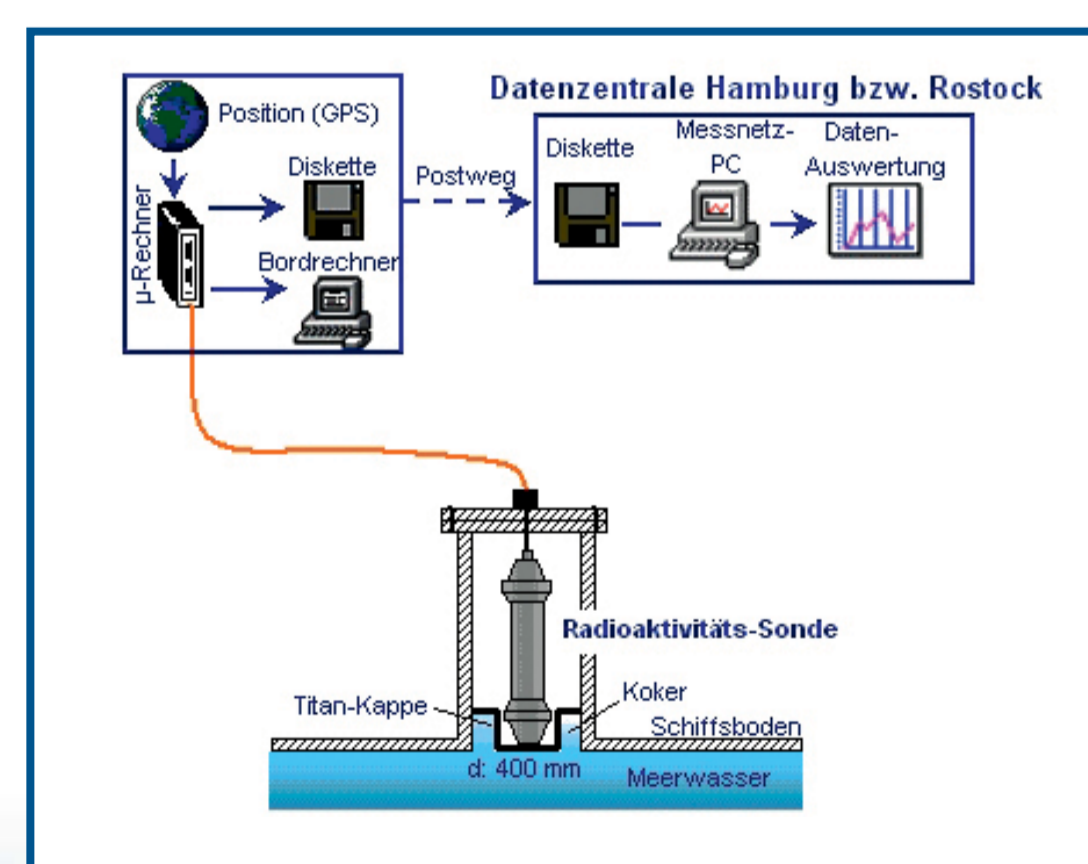 Position (GPS)
µ-Rechner
Diskette
Bordrechner
Postweg
Datenzentrale Hamburg bzw. Rostock
Diskette
Messnetz-
PC
Daten-
Auswertung
Radioaktivitäts-Sonde
Titan-Kappe
Koker
Schiffsboden
d: 400 mm
Meerwasser